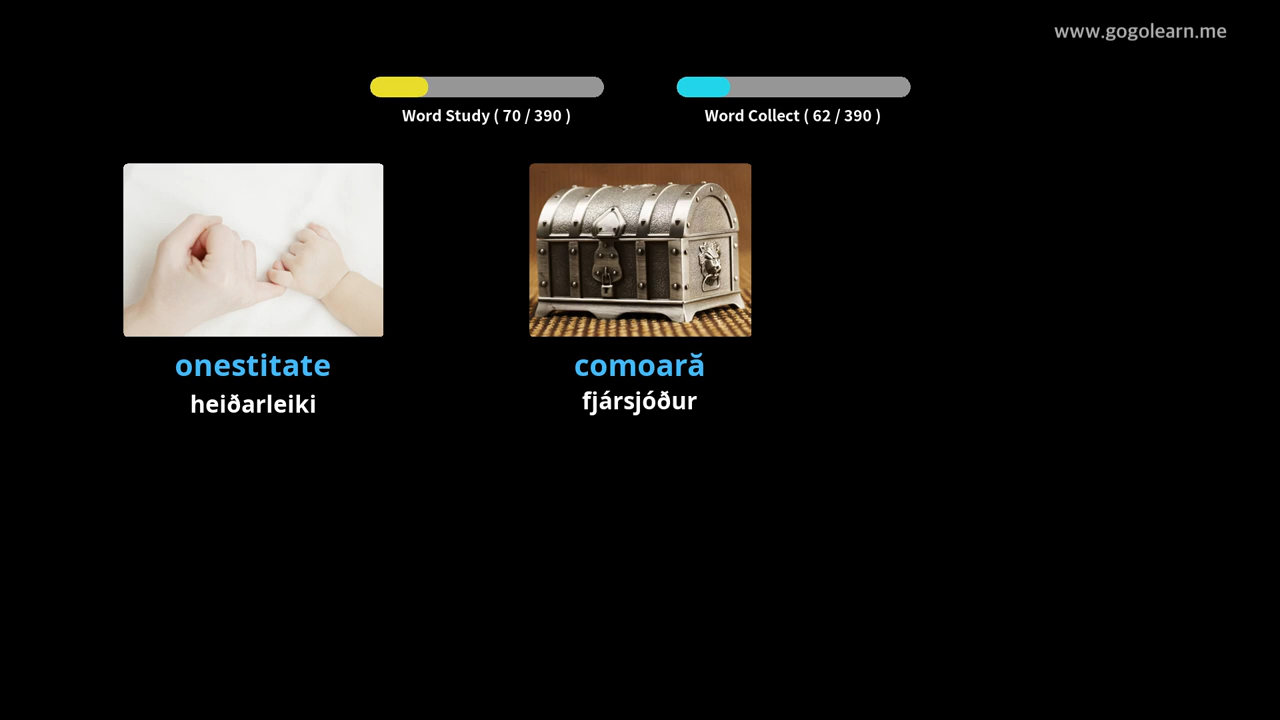 www.gogolearn.me
Word Study ( 70 / 390 )
Word Collect ( 62 / 390 )
onestitate
heiðarleiki
comoară
fjársjóður